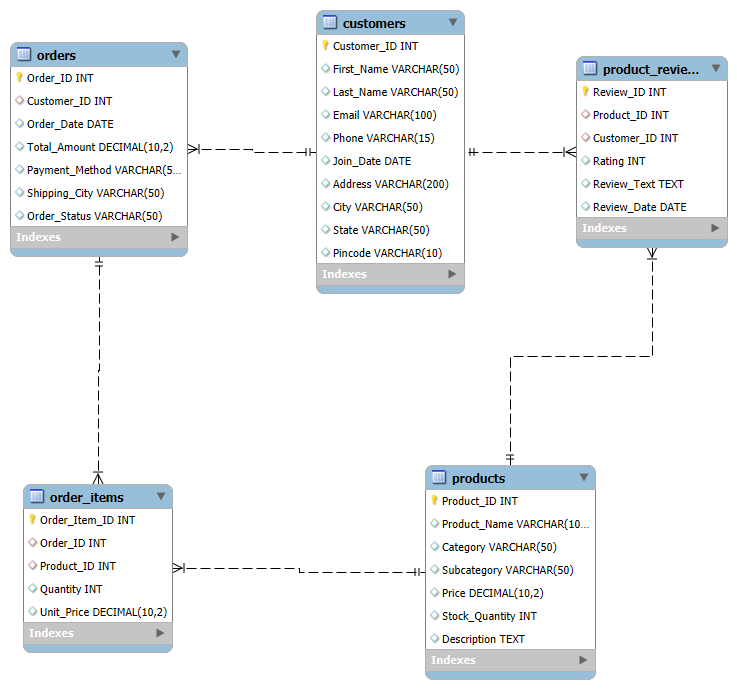 customers
Customer_ID INT
First_Name VARCHAR(50)
Last_Name VARCHAR(50)
Email VARCHAR(100)
Phone VARCHAR(15)
Join_Date DATE
Address VARCHAR(200)
City VARCHAR(50)
State VARCHAR(50)
Pincode VARCHAR(10)
Indexes
orders
Order_ID INT
Customer_ID INT
Order_Date DATE
Total_Amount DECIMAL(10,2)
Payment_Method VARCHAR(5...
Shipping_City VARCHAR(50)
Order_Status VARCHAR(50)
Indexes
product_revie...
Review_ID INT
Product_ID INT
Customer_ID INT
Rating INT
Review_Text TEXT
Review_Date DATE
Indexes
order_items
Order_Item_ID INT
Order_ID INT
Product_ID INT
Quantity INT
Unit_Price DECIMAL(10,2)
Indexes
products
Product_ID INT
Product_Name VARCHAR(10...
Category VARCHAR(50)
Subcategory VARCHAR(50)
Price DECIMAL(10,2)
Stock_Quantity INT
Description TEXT
Indexes